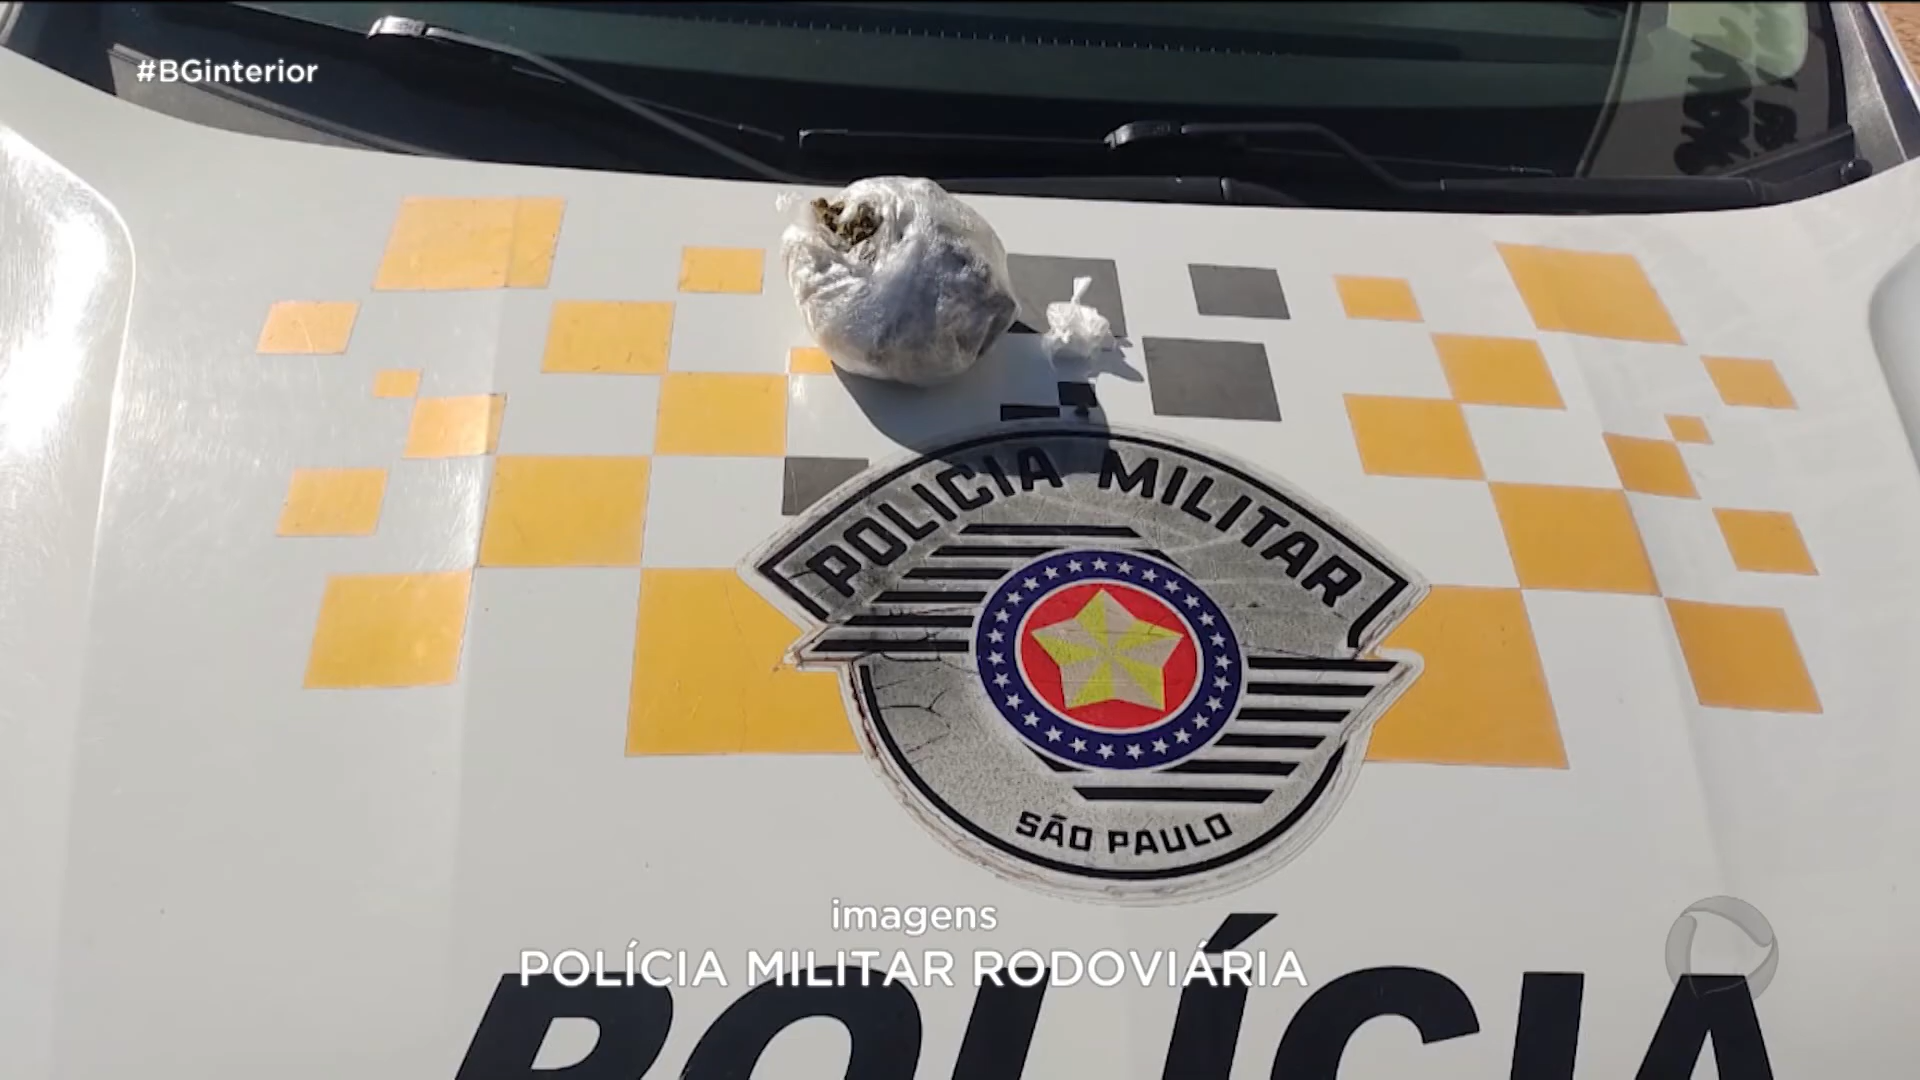 #BGinterior
POLÍCIA MILITAR
SÃO PAULO
imagens
POLÍCIA MILITAR RODOVIÁRIA
POLÍCIA